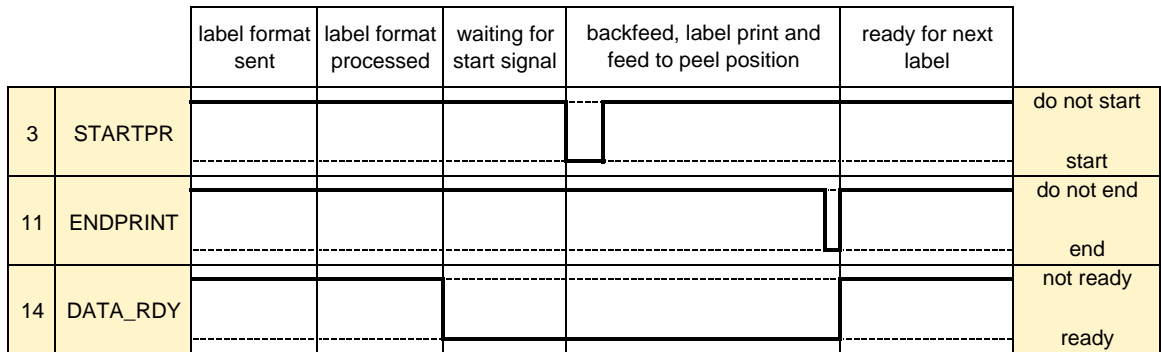 label format sent
label format processed
waiting for start signal
backfeed, label print and feed to peel position
ready for next label
3 STARTPR do not start
start
11 ENDPRINT do not end
end
14 DATA_RDY not ready
ready